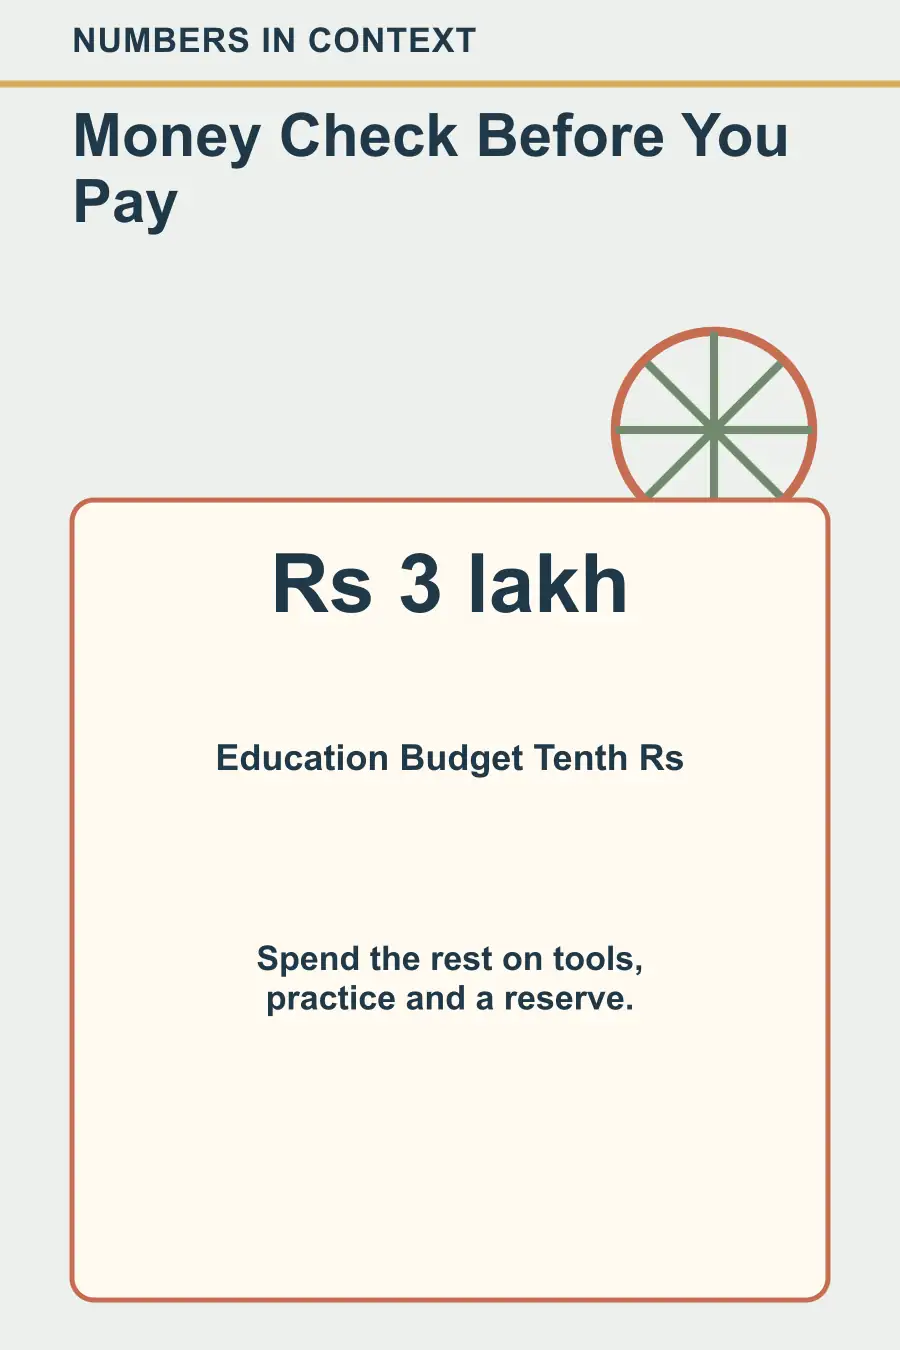 NUMBERS IN CONTEXT
Money Check Before You
Pay
Rs 3 lakh
Education Budget Tenth Rs
Spend the rest on tools,
practice and a reserve.